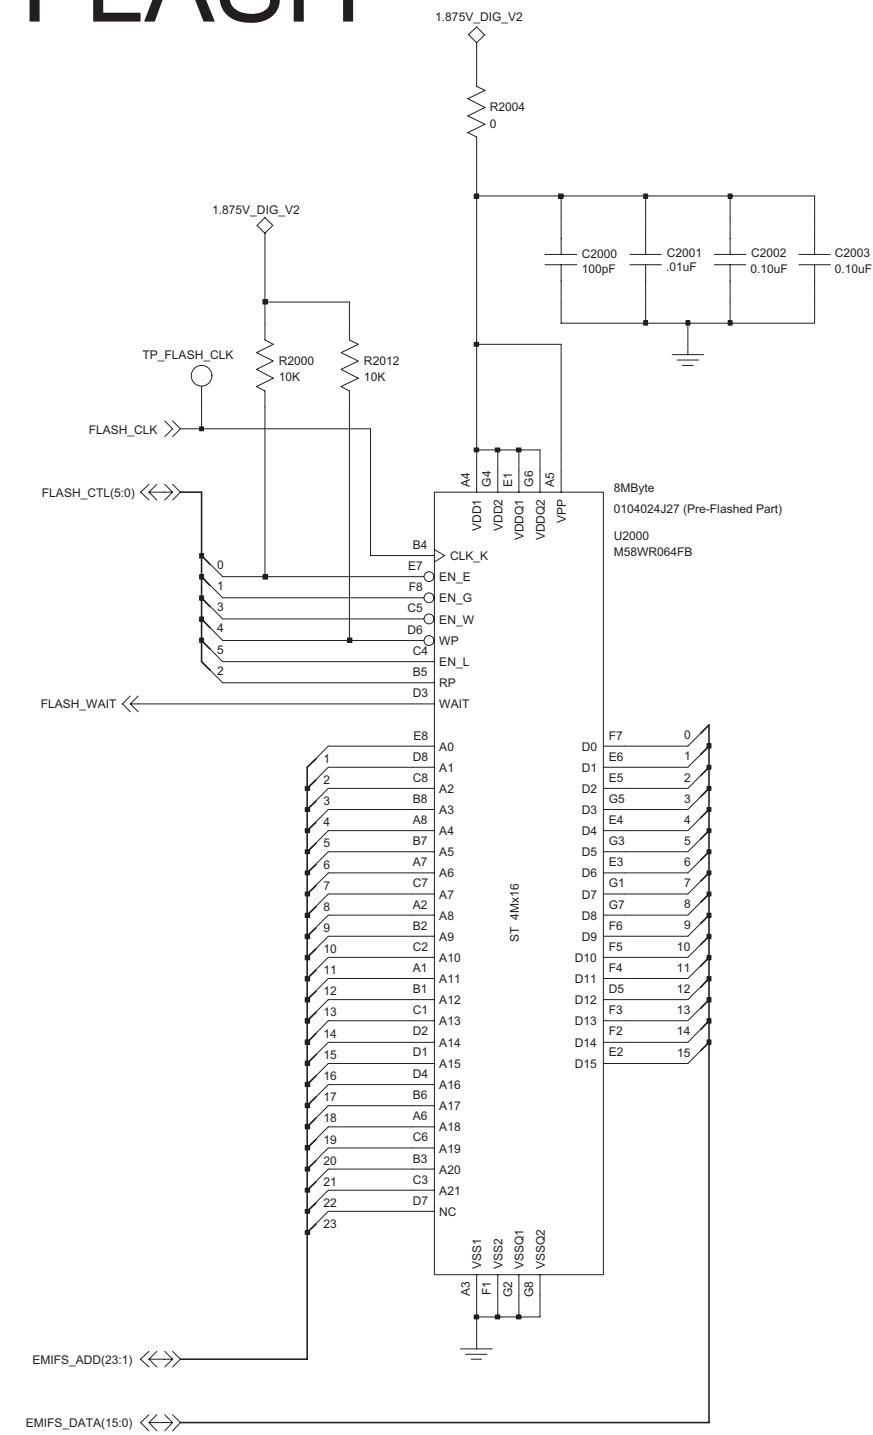 FLASH
1.875V_DIG_V2
R2004
0
1.875V_DIG_V2
C2000
100pF
C2001
.01uF
C2002
0.10uF
C2003
0.10uF
TP_FLASH_CLK
R2000
10K
R2012
10K
FLASH_CLK
FLASH_CTL(5:0)
A4
G4
E1
G6
A5
VDD1
VDD2
VDDQ1
VDDQ2
VPP
8MByte
0104024J27 (Pre-Flashed Part)
U2000
M58WR064FB
B4
CLK_K
0
E7
EN_E
1
F8
EN_G
3
C5
EN_W
4
D6
WP
5
C4
EN_L
2
B5
RP
FLASH_WAIT
D3
WAIT
1
E8
A0
2
D8
A1
3
C8
A2
4
B8
A3
5
A8
A4
6
B7
A5
7
A7
A6
8
C7
A7
9
A2
A8
10
B2
A9
11
C2
A10
12
A1
A11
13
B1
A12
14
C1
A13
15
D2
A14
16
D1
A15
17
D4
A16
18
B6
A17
19
A6
A18
20
C6
A19
21
B3
A20
22
C3
A21
23
D7
NC
ST 4Mx16
D0
F7
0
D1
E6
1
D2
E5
2
D3
G5
3
D4
E4
4
D5
G3
5
D6
E3
6
D7
G1
7
D8
G7
8
D9
F6
9
D10
F5
10
D11
F4
11
D12
D5
12
D13
F3
13
D14
F2
14
D15
E2
15
VSS1
VSS2
VSSQ1
VSSQ2
A3
F1
G2
G8
EMIFS_ADD(23:1)
EMIFS_DATA(15:0)